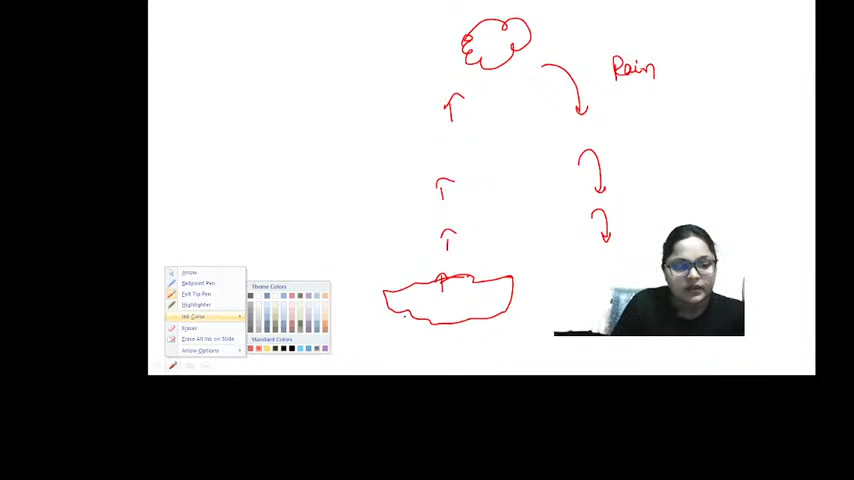 Rain
Arrow
Ballpoint Pen
Felt Tip Pen
Highlighter
Ink Color
Eraser
Erase All Ink on Slide
Arrow Options
Theme Colors
Standard Colors